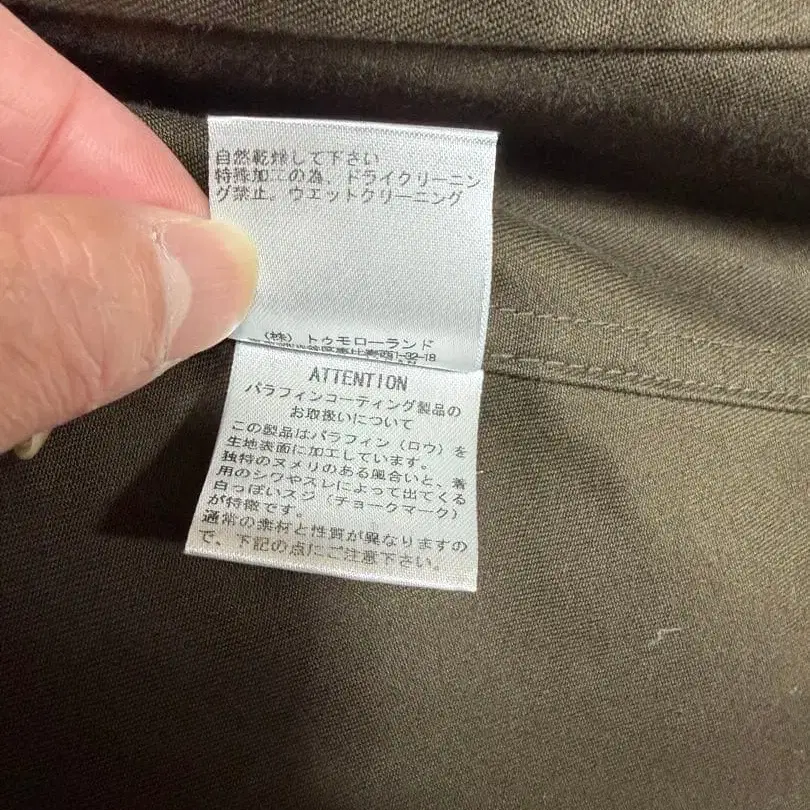 自然乾燥して下さい
特殊加工の為、ドライクリーニン
グ禁止。ウエットクリーニング
(株) トゥモローランド
区恵比寿西1-32-18
ATTENTION
パラフィンコーティング製品の
お取扱いについて
この製品はパラフィン（ロウ）を
生地表面に加工しています。
独特のヌメリのある風合いと、着
用のシワやスレによって出てくる
白っぽいスジ（チョークマーク）
が特徴です。
通常の素材と性質が異なりますの
で、下記の点にご注意下さい。